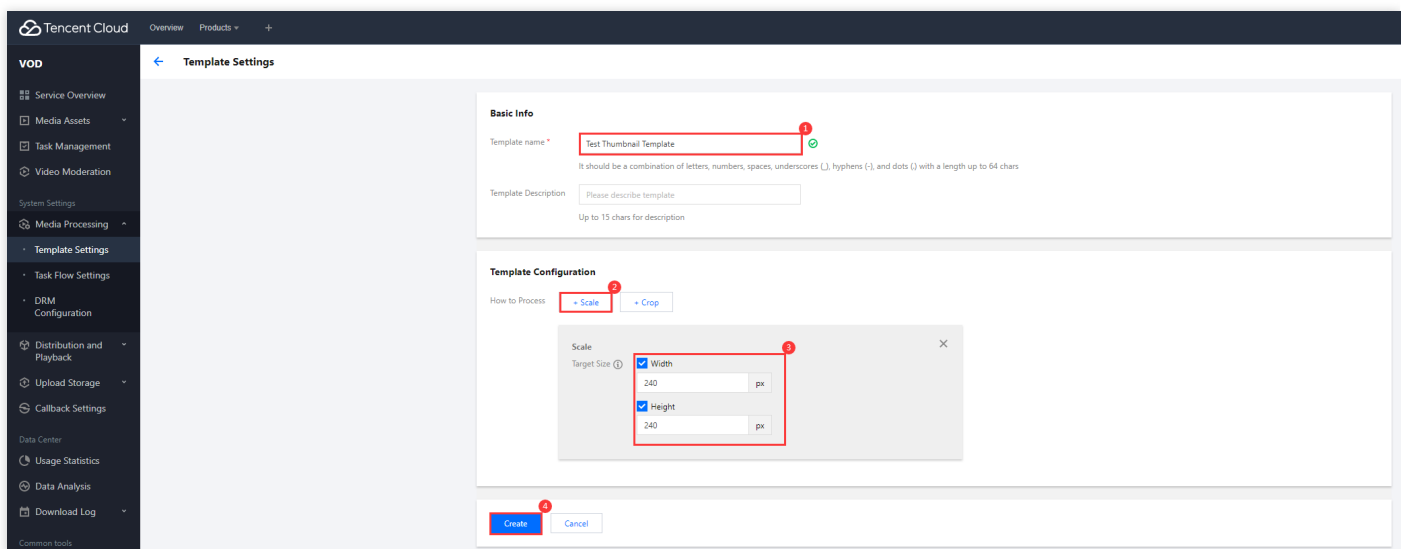 Tencent Cloud Overview Products +
VOD
Service Overview
Media Assets
Task Management
Video Moderation
System Settings
Media Processing
Template Settings
Task Flow Settings
DRM
Configuration
Distribution and
Playback
Upload Storage
Callback Settings
Data Center
Usage Statistics
Data Analysis
Download Log
Common tools
← Template Settings
Basic Info
1
Template name * Test Thumbnail Template
It should be a combination of letters, numbers, spaces, underscores (_), hyphens (-), and dots (.) with a length up to 64 chars
Template Description Please describe template
Up to 15 chars for description
Template Configuration
2
How to Process + Scale + Crop
Scale
3
Target Size Width
240 px
Height
240 px
4
Create Cancel